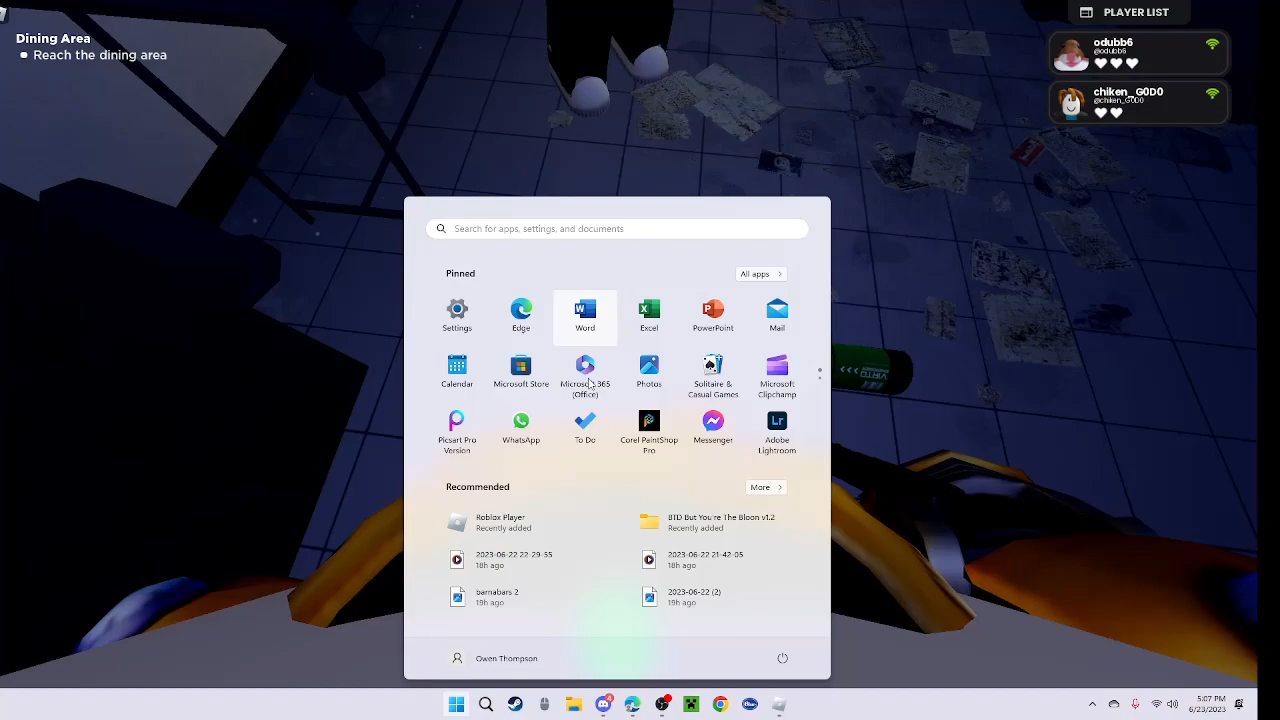 Dining Area
Reach the dining area
PLAYER LIST
odubb6
@odubb6
chiken_G0D0
@chiken_G0D0
Search for apps, settings, and documents
Pinned
All apps
Settings
Edge
Word
Excel
PowerPoint
Mail
Calendar
Microsoft Store
Microsoft 365
(Office)
Photos
Solitaire &
Casual Games
Microsoft
Clipchamp
Picsart Pro
Version
WhatsApp
To Do
Corel PaintShop
Pro
Messenger
Adobe
Lightroom
Recommended
More
Roblox Player
Recently added
BTD But You're The Bloon v1.2
Recently added
2023-06-22 22-29-55
18h ago
2023-06-22 21-42-05
18h ago
barnabars 2
19h ago
2023-06-22 (2)
19h ago
Owen Thompson
5:07 PM
6/23/2023